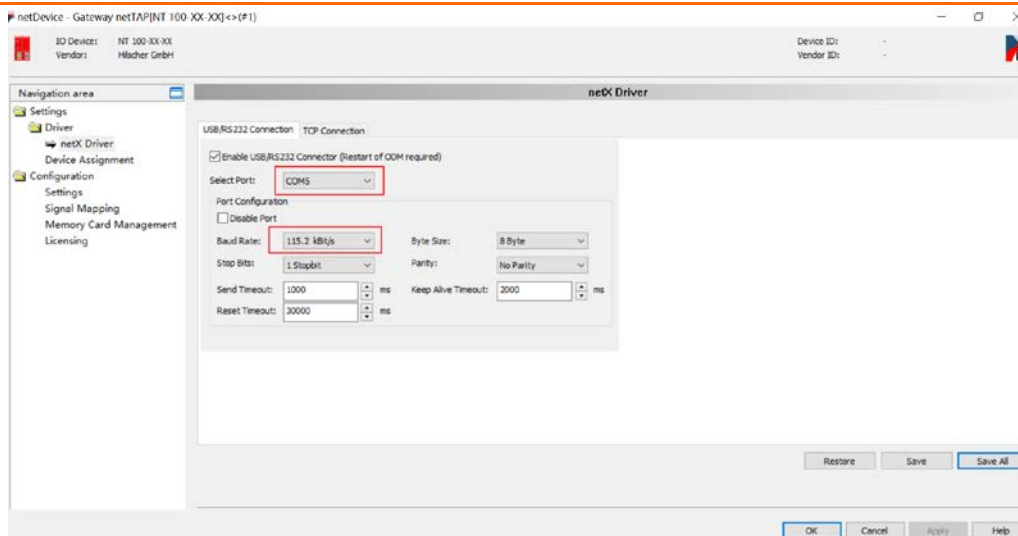 netDevice - Gateway netTAP[NT 100-XX-XX]<>(#1)
IO Device: NT 100-XX-XX
Vendor: Hilscher GmbH
Device ID: -
Vendor ID: -
Navigation area
netX Driver
Settings
Driver
netX Driver
Device Assignment
Configuration
Settings
Signal Mapping
Memory Card Management
Licensing
USB/RS232 Connection TCP Connection
Enable USB/RS232 Connector (Restart of ODM required)
Select Port: COM5
Port Configuration
Disable Port
Baud Rate: 115.2 kBit/s Byte Size: 8 Byte
Stop Bits: 1 Stopbit Parity: No Parity
Send Timeout: 1000 ms Keep Alive Timeout: 2000 ms
Reset Timeout: 30000 ms
Restore Save Save All
OK Cancel Apply Help